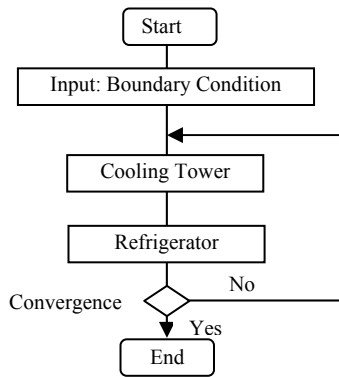 Start
Input: Boundary Condition
Cooling Tower
Refrigerator
No
Convergence
Yes
End